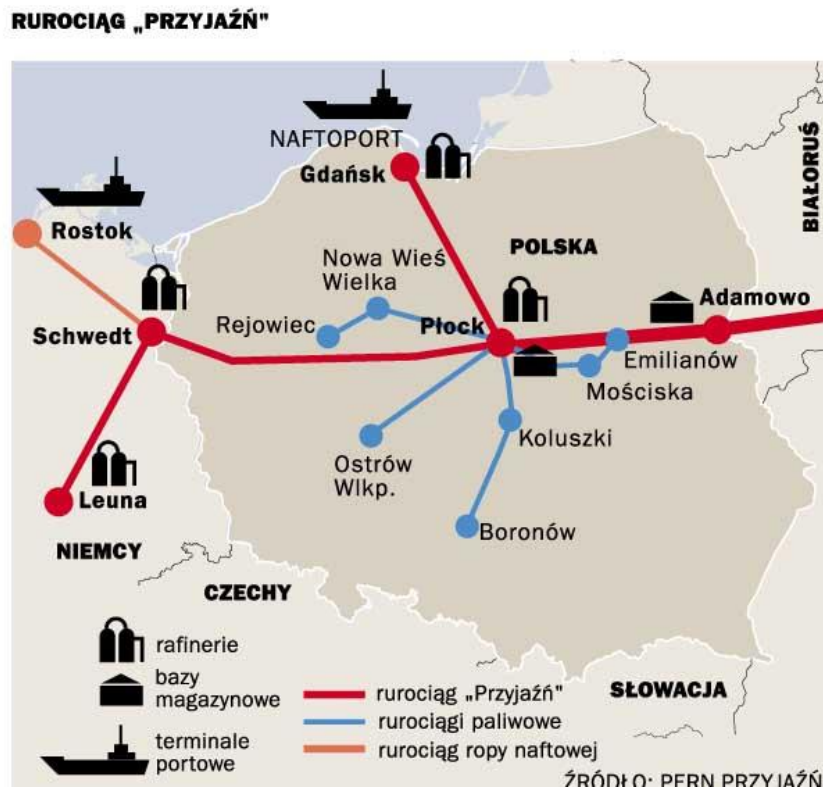 RUROCIĄG „PRZYJAŹŃ"
NAFTOPORT
Gdańsk
BIAŁORUŚ
Rostok
POLSKA
Nowa Wieś
Wielka
Adamowo
Schwedt
Rejowiec
Płock
Emilianów
Mościska
Koluszki
Ostrów
Wlkp.
Leuna
Boronów
NIEMCY
CZECHY
rafinerie
bazy
magazynowe
SŁOWACJA
rurociąg „Przyjaźń"
rurociągi paliwowe
terminale
portowe
rurociąg ropy naftowej
ŹRÓDŁO: PERN PRZYJAŹŃ